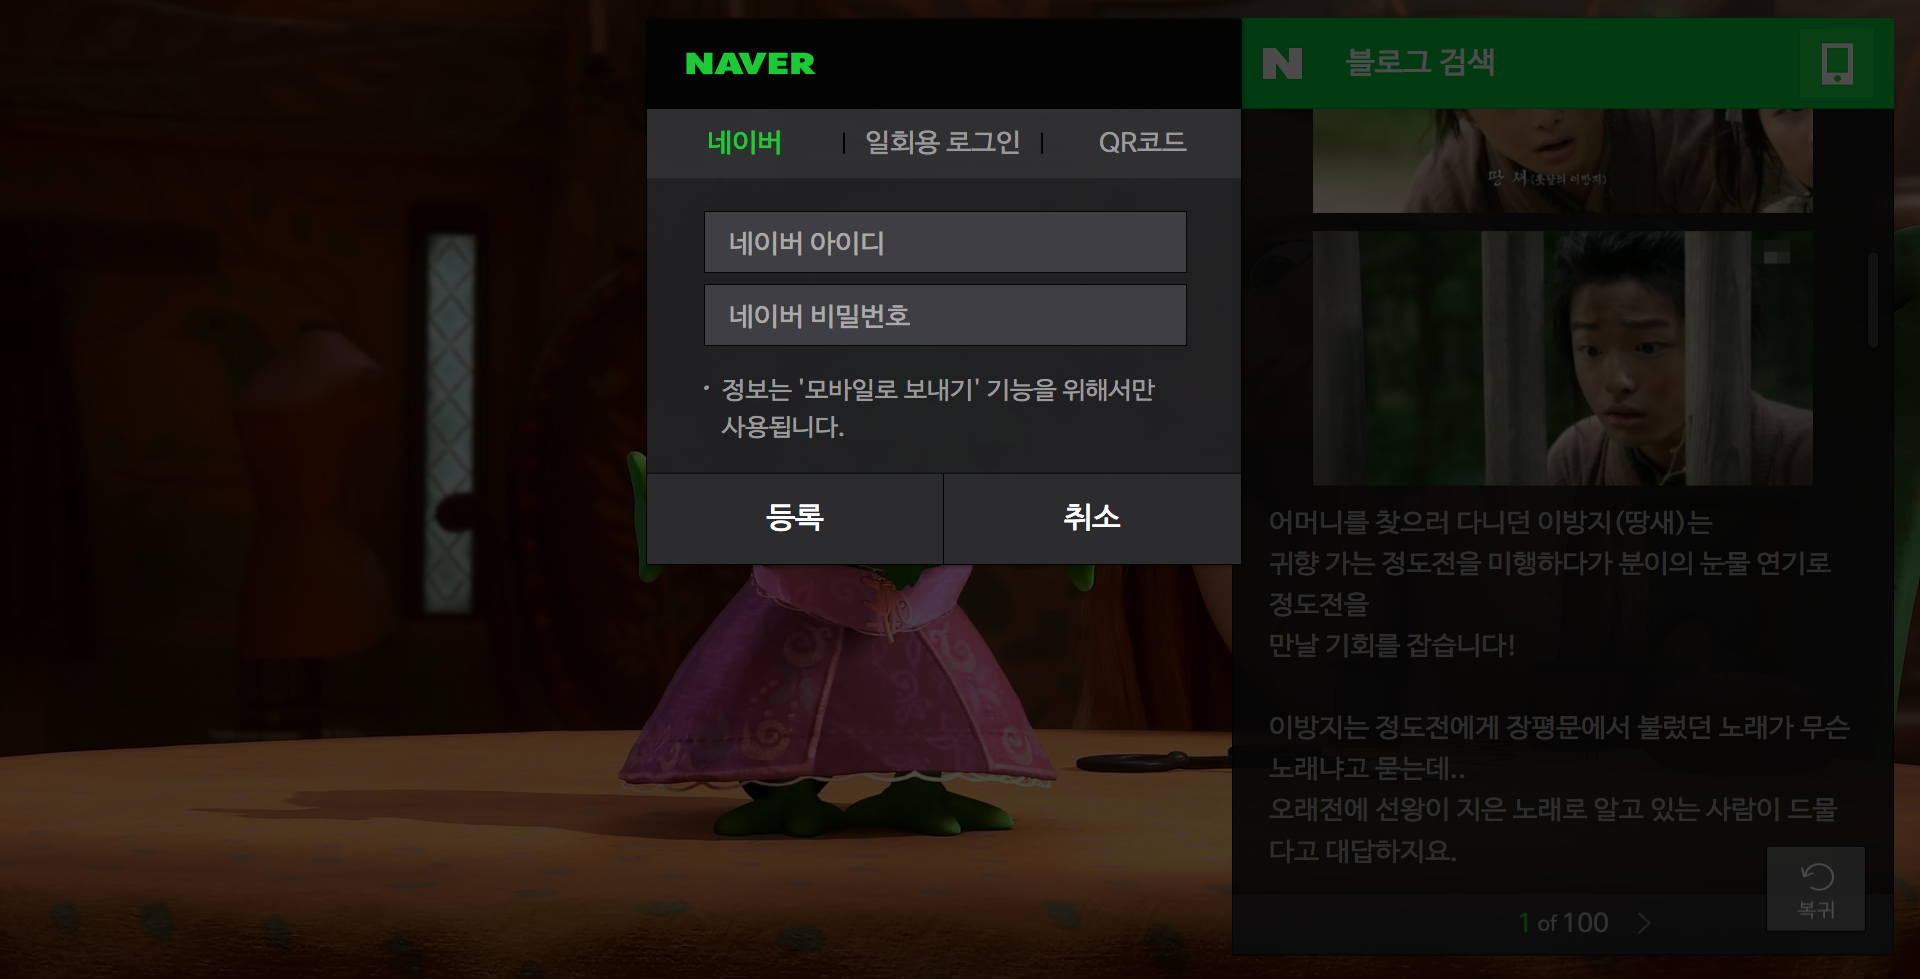 NAVER
네이버
일회용 로그인
QR코드
네이버 아이디
네이버 비밀번호
· 정보는 '모바일로 보내기' 기능을 위해서만
사용됩니다.
등록
취소
N
블로그 검색
땅 새(훗날의 이방지)
어머니를 찾으러 다니던 이방지(땅새)는
귀향 가는 정도전을 미행하다가 분이의 눈물 연기로
정도전을
만날 기회를 잡습니다!
이방지는 정도전에게 장평문에서 불렀던 노래가 무슨
노래냐고 묻는데..
오래전에 선왕이 지은 노래로 알고 있는 사람이 드물
다고 대답하지요.
복귀
1 of 100